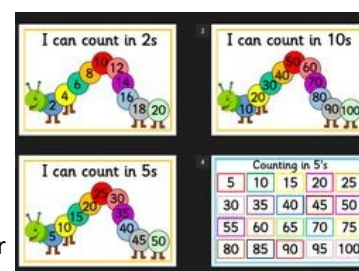 I can count in 2s
2 4 6 8 10 12 14 16 18 20
3
I can count in 10s
10 20 30 40 50 60 70 80 90 100
I can count in 5s
5 10 15 20 25 30 35 40 45 50
4
Counting in 5's
5 10 15 20 25
30 35 40 45 50
55 60 65 70 75
80 85 90 95 100
r